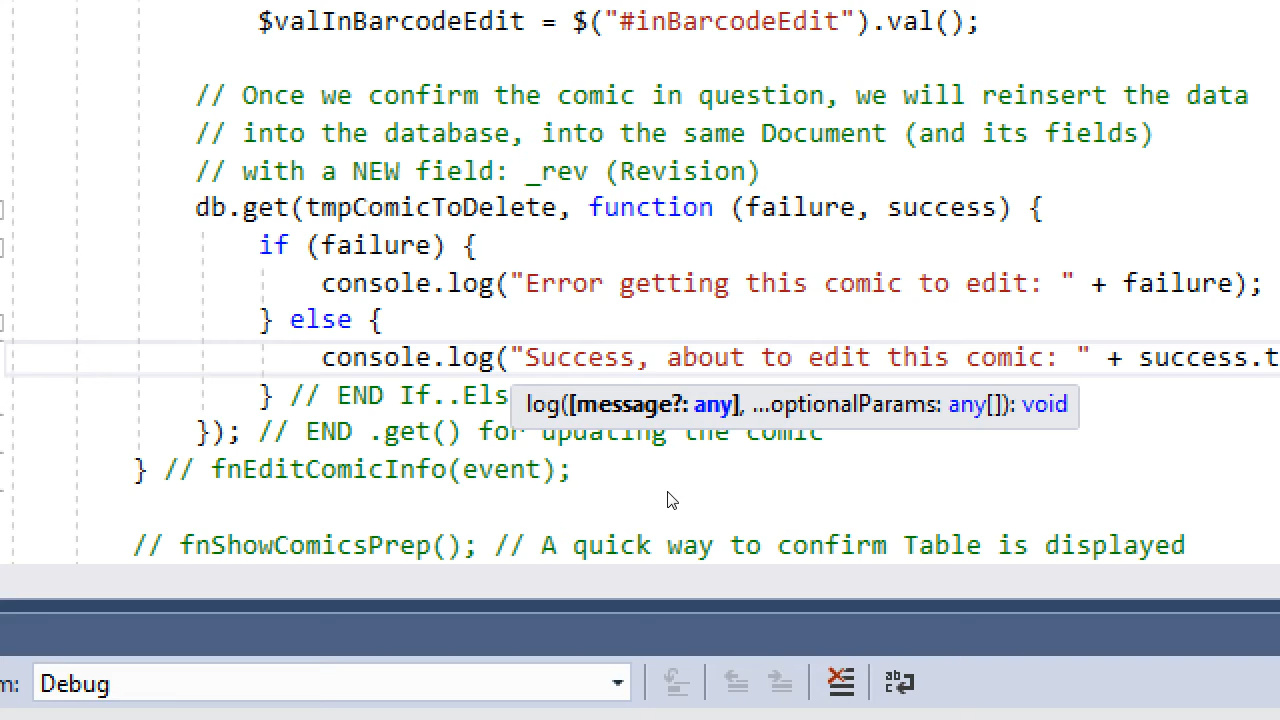 $valInBarcodeEdit = $("#inBarcodeEdit").val();
// Once we confirm the comic in question, we will reinsert the data
// into the database, into the same Document (and its fields)
// with a NEW field: _rev (Revision)
db.get(tmpComicToDelete, function (failure, success) {
if (failure) {
console.log("Error getting this comic to edit: " + failure);
} else {
console.log("Success, about to edit this comic: " + success.t
} // END If..Els
log([message?: any], ...optionalParams: any[]): void
}); // END .get() for updating the comic
} // fnEditComicInfo(event);
// fnShowComicsPrep(); // A quick way to confirm Table is displayed
m: Debug